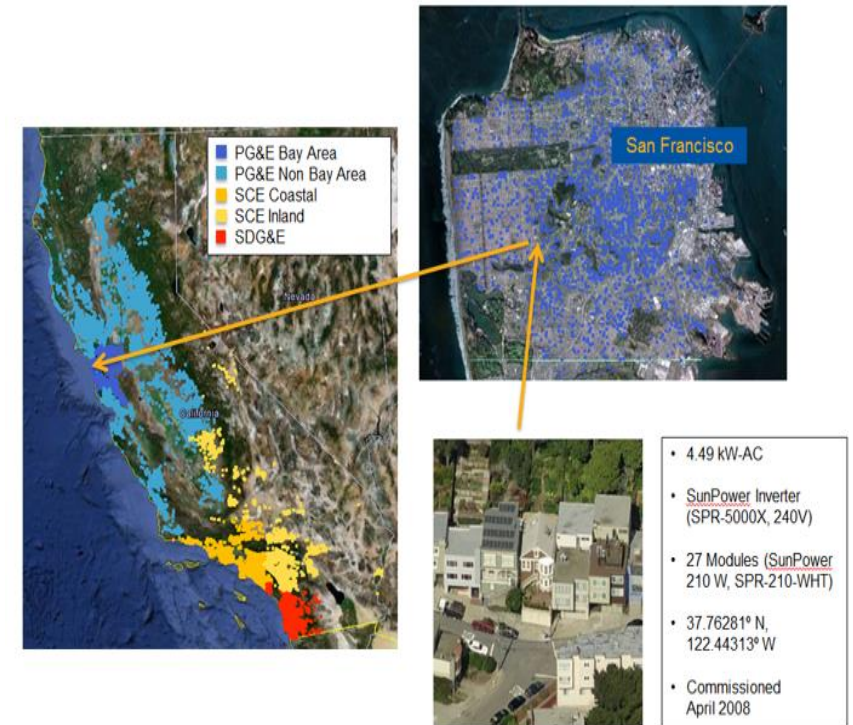 PG&E Bay Area
PG&E Non Bay Area
SCE Coastal
SCE Inland
SDG&E
Nevada
California
San Francisco
• 4.49 kW-AC
• SunPower Inverter
(SPR-5000X, 240V)
• 27 Modules (SunPower
210 W, SPR-210-WHT)
• 37.76281º N,
122.44313º W
• Commissioned
April 2008